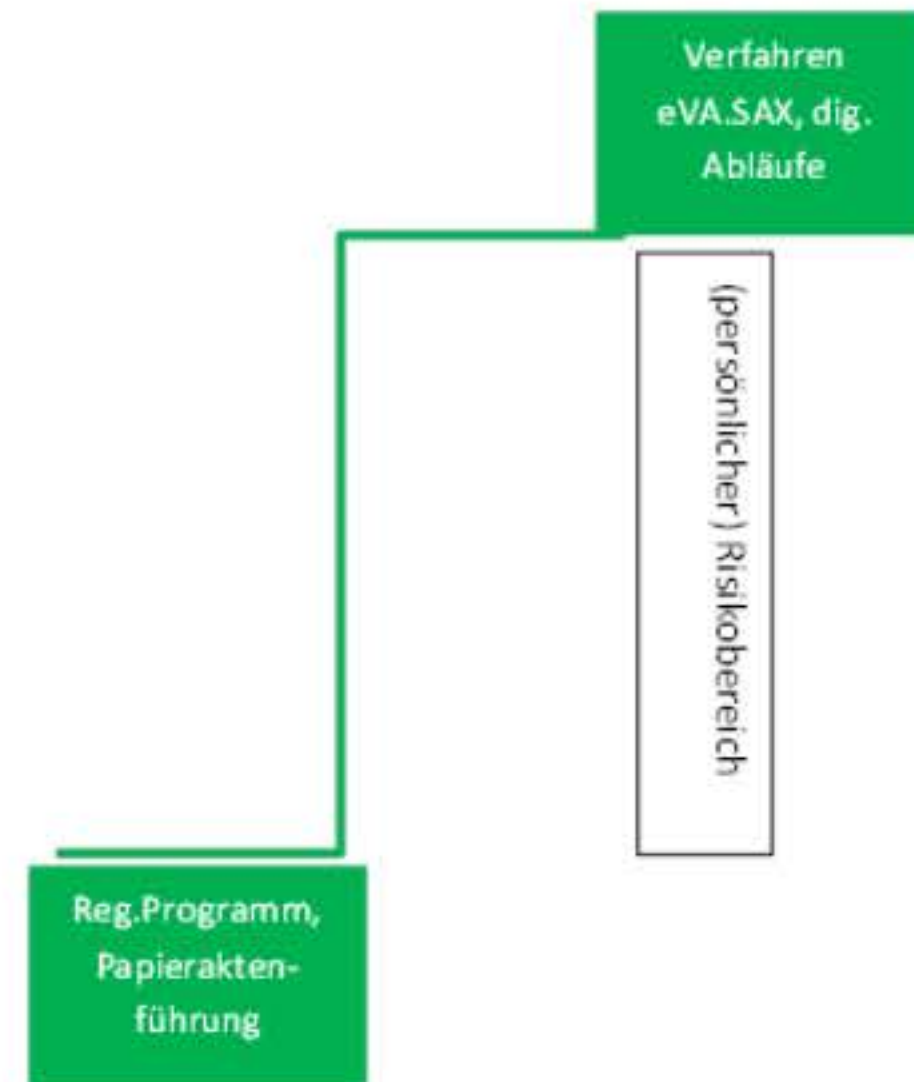 Verfahren
eVA.SAX, dig.
Abläufe
(persönlicher) Risikobereich
Reg.Programm,
Papierakten-
führung